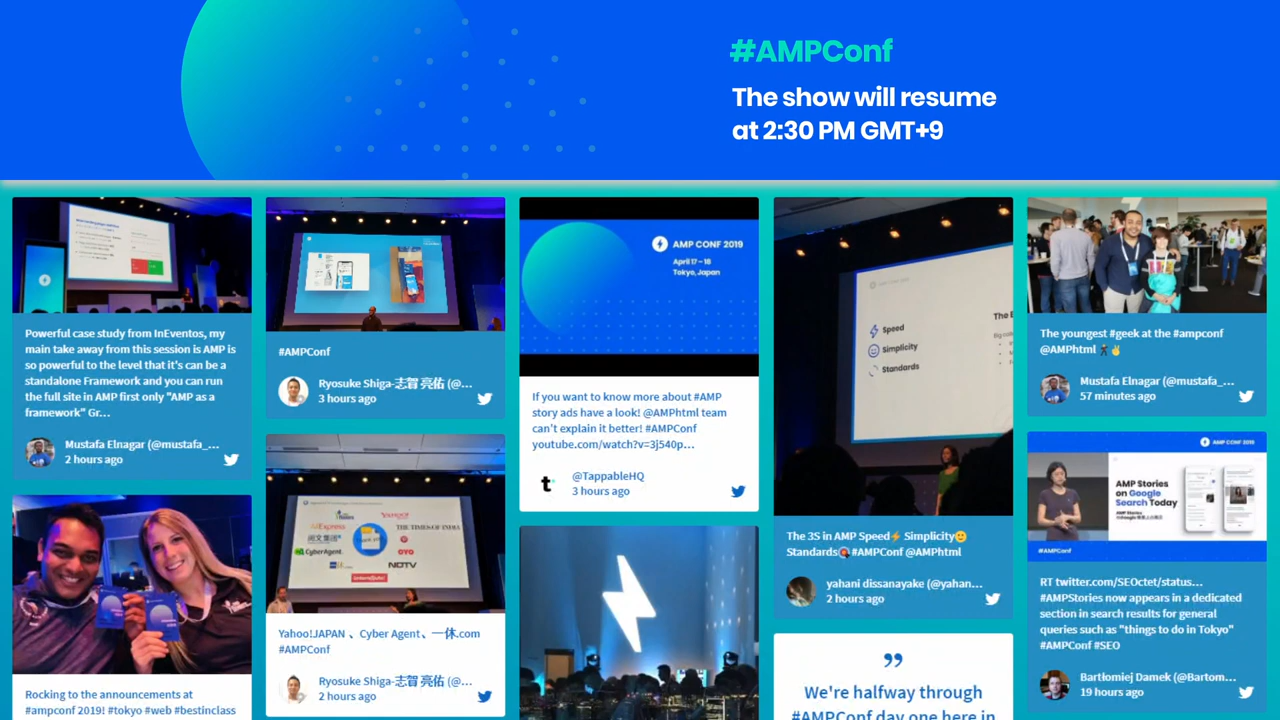 #AMPConf
The show will resume
at 2:30 PM GMT+9
Powerful case study from InEventos, my
main take away from this session is AMP is
so powerful to the level that it's can be a
standalone Framework and you can run
the full site in AMP first only "AMP as a
framework" Gr...
Mustafa Elnagar (@mustafa_...
2 hours ago
Rocking to the announcements at
#ampconf 2019! #tokyo #web #bestinclass
#AMPConf
Ryosuke Shiga-志賀 亮佑 (@...
3 hours ago
AliExpress
YAHOO!
THE TIMES OF INDIA
CyberAgent.
OYO
NDTV
Yahoo!JAPAN 、Cyber Agent、一休.com
#AMPConf
Ryosuke Shiga-志賀 亮佑 (@...
2 hours ago
AMP CONF 2019
April 17 – 18
Tokyo, Japan
If you want to know more about #AMP
story ads have a look! @AMPhtml team
can't explain it better! #AMPConf
youtube.com/watch?v=3j540p...
t
@TappableHQ
3 hours ago
Speed
Simplicity
Standards
The 3S in AMP Speed⚡ Simplicity🙂
Standards🎯#AMPConf @AMPhtml
yahani dissanayake (@yahan...
2 hours ago
We're halfway through
#AMPConf day one here in
The youngest #geek at the #ampconf
@AMPhtml 🕺✌
Mustafa Elnagar (@mustafa_...
57 minutes ago
AMP CONF 2019
AMP Stories
on Google
Search Today
AMP Stories
#AMPConf
RT twitter.com/SEOctet/status...
#AMPStories now appears in a dedicated
section in search results for general
queries such as "things to do in Tokyo"
#AMPConf #SEO
Bartłomiej Damek (@Bartom...
19 hours ago